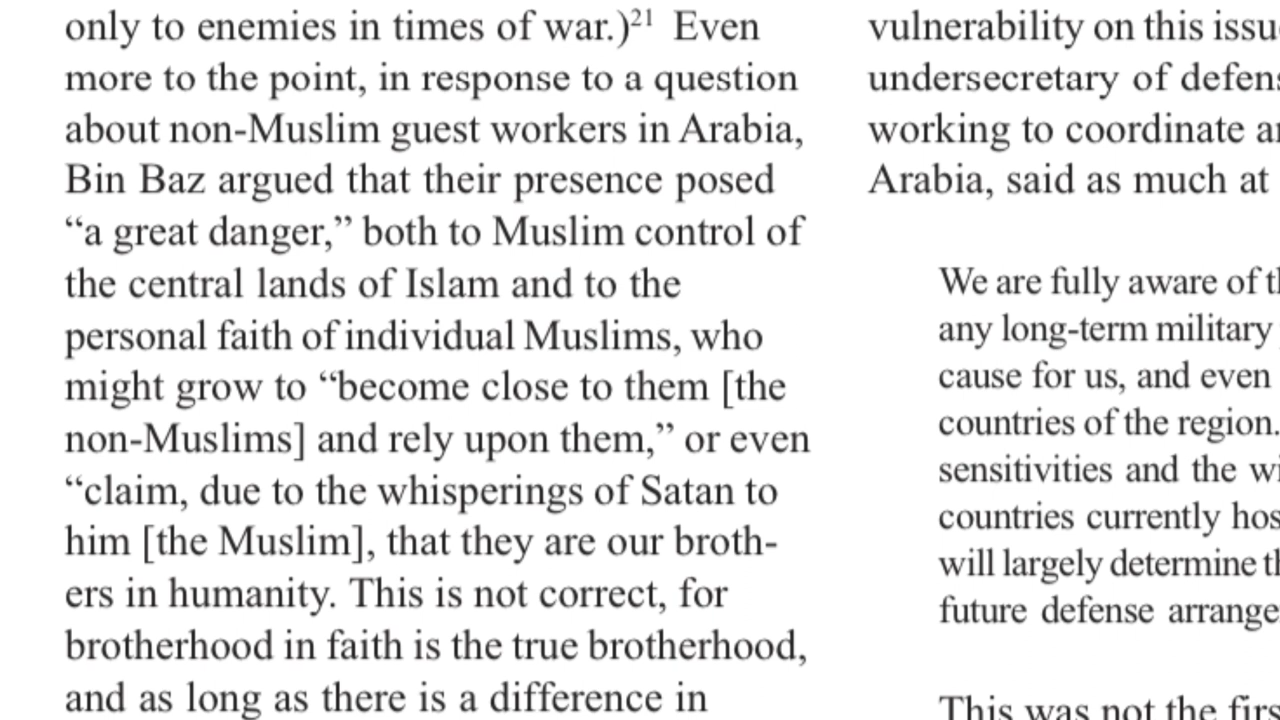 only to enemies in times of war.)21 Even
more to the point, in response to a question
about non-Muslim guest workers in Arabia,
Bin Baz argued that their presence posed
“a great danger,” both to Muslim control of
the central lands of Islam and to the
personal faith of individual Muslims, who
might grow to “become close to them [the
non-Muslims] and rely upon them,” or even
“claim, due to the whisperings of Satan to
him [the Muslim], that they are our broth-
ers in humanity. This is not correct, for
brotherhood in faith is the true brotherhood,
and as long as there is a difference in
vulnerability on this
undersecretary of
working to coordinate
Arabia, said as much at
We are fully aware of
any long-term military
cause for us, and even
countries of the region.
sensitivities and the
countries currently
will largely determine
future defense
This was not the